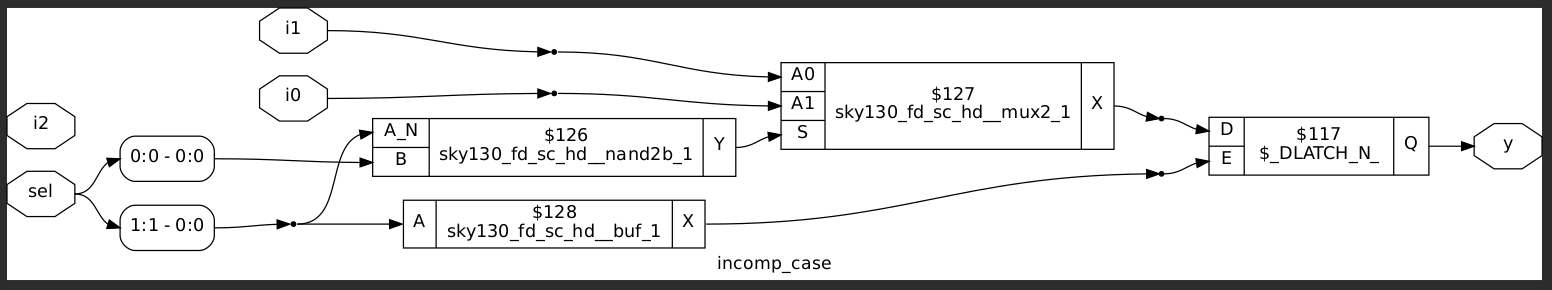 i1
i0
i2
sel
0:0 - 0:0
1:1 - 0:0
A_N
B
$126
sky130_fd_sc_hd__nand2b_1
Y
A
$128
sky130_fd_sc_hd__buf_1
X
A0
A1
S
$127
sky130_fd_sc_hd__mux2_1
X
D
E
$117
$_DLATCH_N_
Q
y
incomp_case